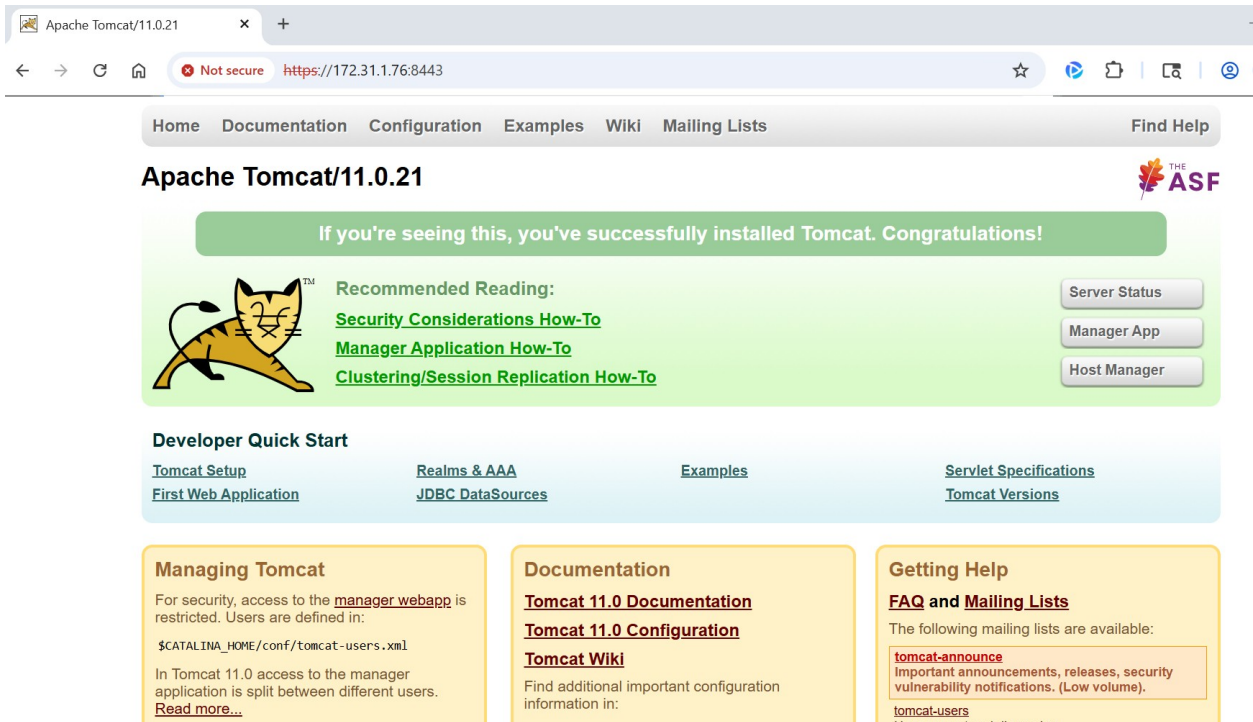 Apache Tomcat/11.0.21
Not secure https://172.31.1.76:8443
Home Documentation Configuration Examples Wiki Mailing Lists Find Help
Apache Tomcat/11.0.21
THE
ASF
If you're seeing this, you've successfully installed Tomcat. Congratulations!
TM
Recommended Reading:
Security Considerations How-To
Manager Application How-To
Clustering/Session Replication How-To
Server Status
Manager App
Host Manager
Developer Quick Start
Tomcat Setup
First Web Application
Realms & AAA
JDBC DataSources
Examples
Servlet Specifications
Tomcat Versions
Managing Tomcat
For security, access to the manager webapp is
restricted. Users are defined in:
$CATALINA_HOME/conf/tomcat-users.xml
In Tomcat 11.0 access to the manager
application is split between different users.
Read more...
Documentation
Tomcat 11.0 Documentation
Tomcat 11.0 Configuration
Tomcat Wiki
Find additional important configuration
information in:
Getting Help
FAQ and Mailing Lists
The following mailing lists are available:
tomcat-announce
Important announcements, releases, security
vulnerability notifications. (Low volume).
tomcat-users